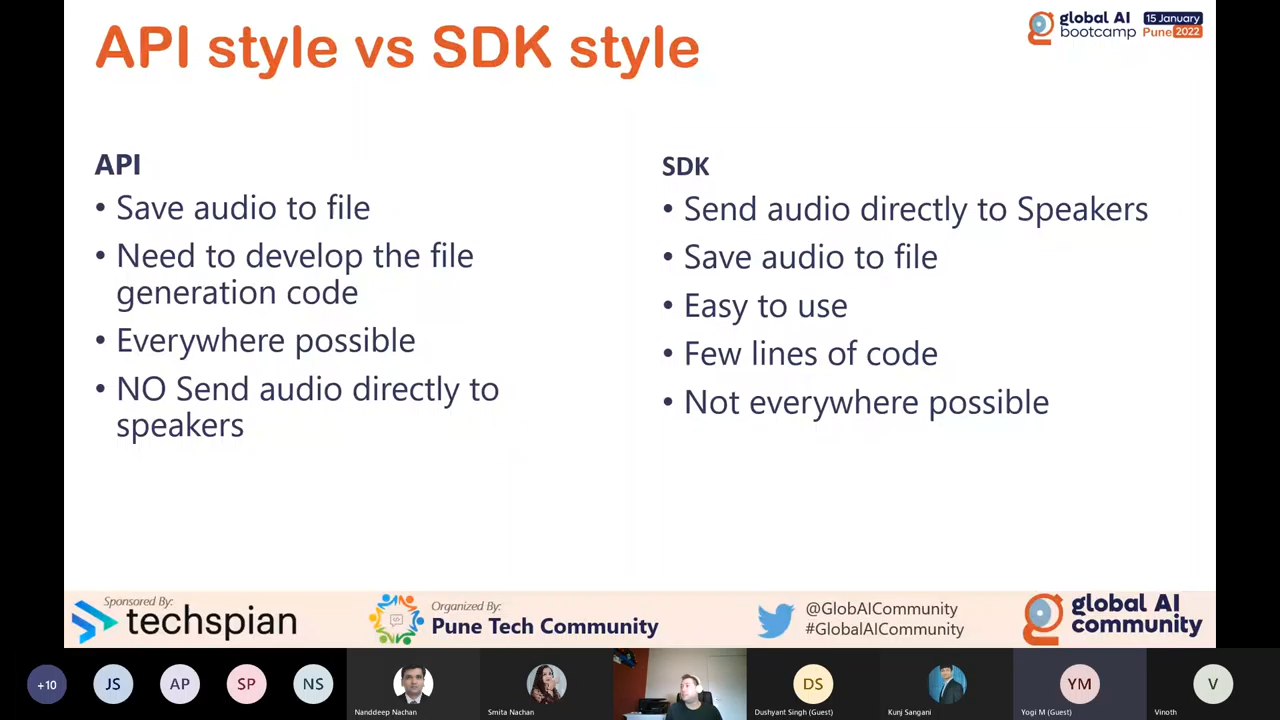 API style vs SDK style
global AI
bootcamp
15 January
Pune 2022
API
• Save audio to file
• Need to develop the file
generation code
• Everywhere possible
• NO Send audio directly to
speakers
SDK
• Send audio directly to Speakers
• Save audio to file
• Easy to use
• Few lines of code
• Not everywhere possible
Sponsored By:
techspian
Organized By:
Pune Tech Community
@GlobAICommunity
#GlobalAICommunity
global AI
community
+10
JS
AP
SP
NS
Nanddeep Nachan
Smita Nachan
DS
Dushyant Singh (Guest)
Kunj Sangani
YM
Yogi M (Guest)
V
Vinoth